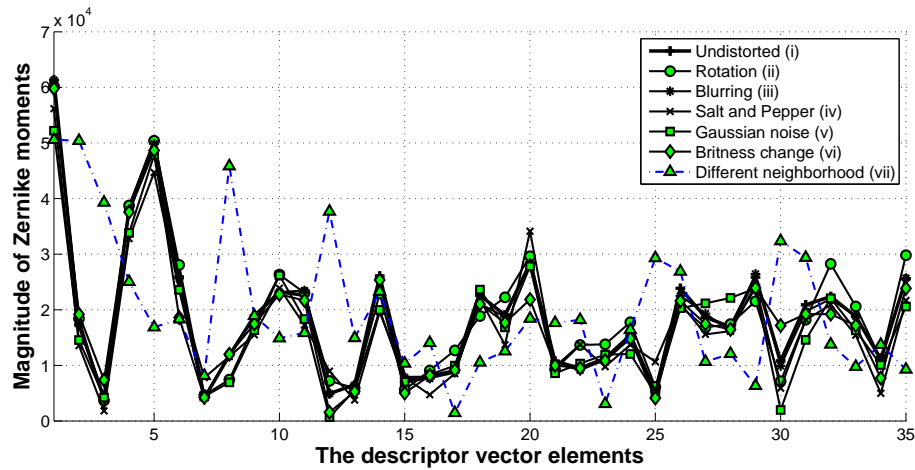 x 10⁴
7
6
5
4
3
2
1
0
Magnitude of Zernike moments
Undistorted (i)
Rotation (ii)
Blurring (iii)
Salt and Pepper (iv)
Gaussian noise (v)
Britness change (vi)
Different neighborhood (vii)
5 10 15 20 25 30 35
The descriptor vector elements